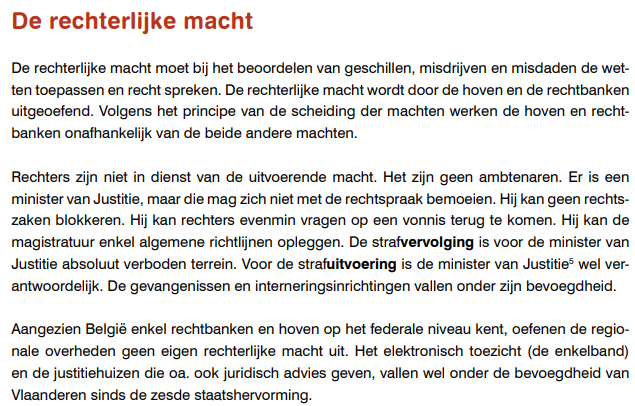 De rechterlijke macht
De rechterlijke macht moet bij het beoordelen van geschillen, misdrijven en misdaden de wet-
ten toepassen en recht spreken. De rechterlijke macht wordt door de hoven en de rechtbanken
uitgeoefend. Volgens het principe van de scheiding der machten werken de hoven en recht-
banken onafhankelijk van de beide andere machten.
Rechters zijn niet in dienst van de uitvoerende macht. Het zijn geen ambtenaren. Er is een
minister van Justitie, maar die mag zich niet met de rechtspraak bemoeien. Hij kan geen rechts-
zaken blokkeren. Hij kan rechters evenmin vragen op een vonnis terug te komen. Hij kan de
magistratuur enkel algemene richtlijnen opleggen. De strafvervolging is voor de minister van
Justitie absoluut verboden terrein. Voor de strafuitvoering is de minister van Justitie⁵ wel ver-
antwoordelijk. De gevangenissen en interneringsinrichtingen vallen onder zijn bevoegdheid.
Aangezien België enkel rechtbanken en hoven op het federale niveau kent, oefenen de regio-
nale overheden geen eigen rechterlijke macht uit. Het elektronisch toezicht (de enkelband)
en de justitiehuizen die oa. ook juridisch advies geven, vallen wel onder de bevoegdheid van
Vlaanderen sinds de zesde staatshervorming.